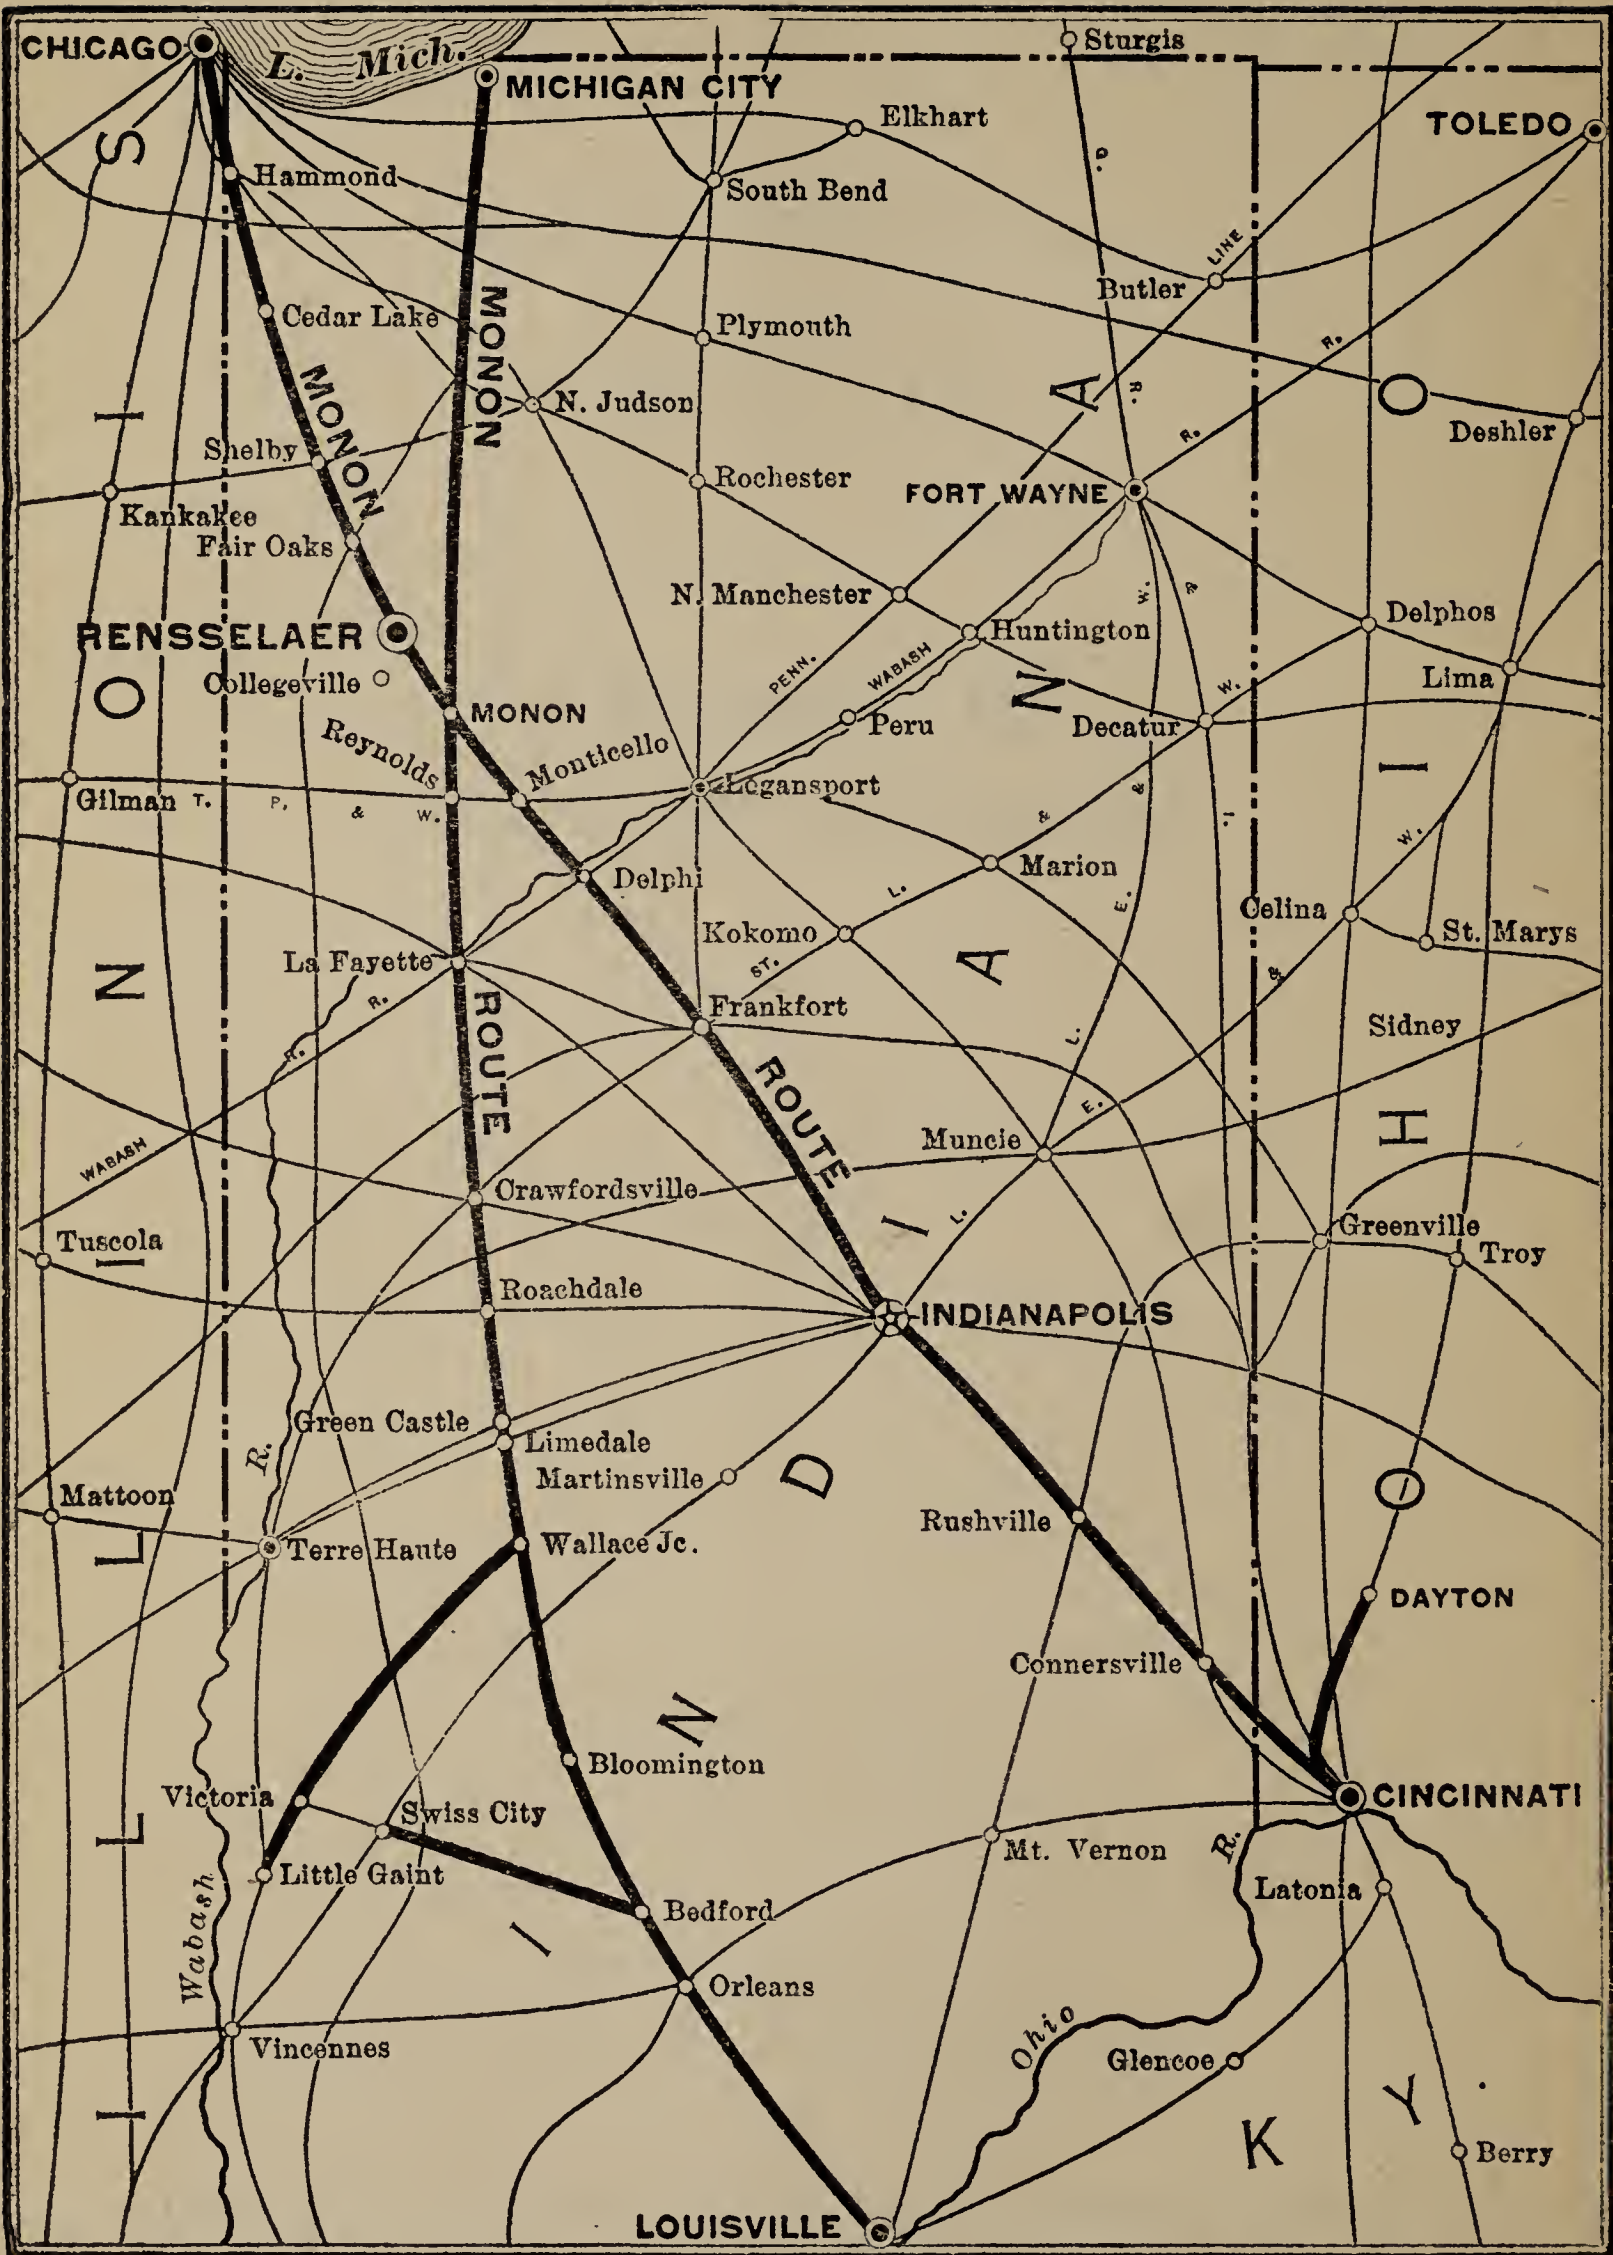 CHICAGO
L. Mich.
MICHIGAN CITY
Sturgis
TOLEDO
Elkhart
Hammond
South Bend
D.
LINE
Butler
Cedar Lake
MONON
Plymouth
R.
MONON
N. Judson
R.
Deshler
R.
Shelby
Rochester
FORT WAYNE
Kankakee
Fair Oaks
N. Manchester
W.
&
Huntington
Delphos
RENSSELAER
Collegeville
PENN.
WABASH
Lima
W.
MONON
Reynolds
Monticello
Peru
Decatur
Gilman
T. P. & W.
Logansport
&
&
I.
W.
Delphi
Marion
L.
E.
Celina
St. Marys
Kokomo
La Fayette
ST.
&
R.
Frankfort
L.
Sidney
R.
ROUTE
ROUTE
E.
Muncie
WABASH
Crawfordsville
L.
Greenville
Tuscola
Troy
Roachdale
INDIANAPOLIS
Green Castle
Limedale
R.
Martinsville
Mattoon
Rushville
Terre Haute
Wallace Jc.
DAYTON
Connersville
Bloomington
Victoria
Swiss City
CINCINNATI
Mt. Vernon
R.
Little Gaint
Latonia
Bedford
Wabash
Orleans
Ohio
Vincennes
Glencoe
Berry
LOUISVILLE
ILLINOIS
INDIANA
OHIO
KY